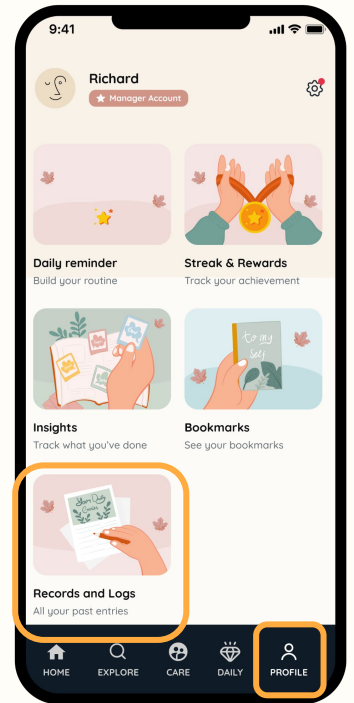 9:41
Richard
Manager Account
Daily reminder
Build your routine
Streak & Rewards
Track your achievement
to my
self
Insights
Track what you've done
Bookmarks
See your bookmarks
Records and Logs
All your past entries
HOME
EXPLORE
CARE
DAILY
PROFILE